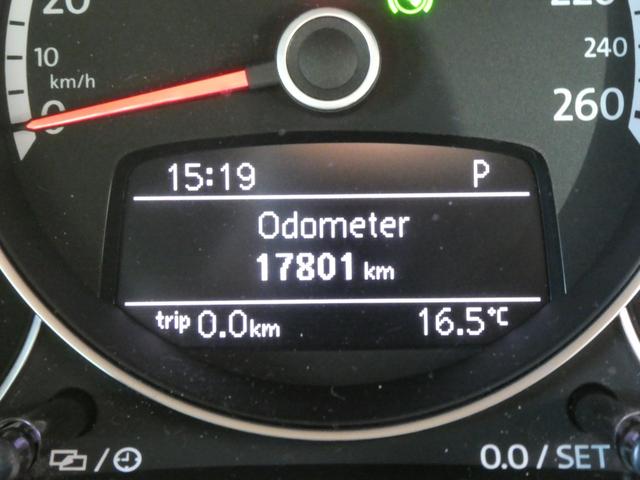 20
220
10
240
km/h
0
260
15:19 P
Odometer
17801 km
trip 0.0km 16.5°C
/
0.0 / SET